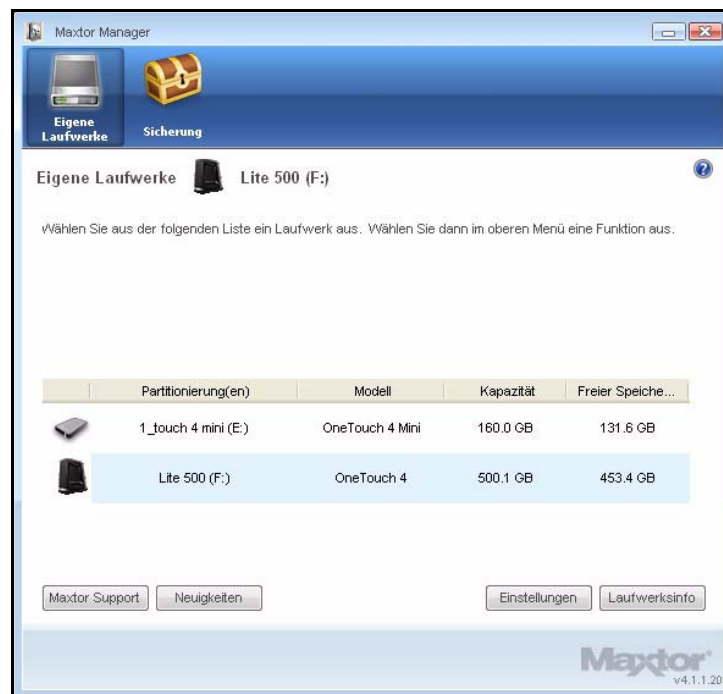 Maxtor Manager
Eigene
Laufwerke
Sicherung
Eigene Laufwerke Lite 500 (F:)
Wählen Sie aus der folgenden Liste ein Laufwerk aus. Wählen Sie dann im oberen Menü eine Funktion aus.
Partitionierung(en) Modell Kapazität Freier Speiche...
1_touch 4 mini (E:) OneTouch 4 Mini 160.0 GB 131.6 GB
Lite 500 (F:) OneTouch 4 500.1 GB 453.4 GB
Maxtor Support Neuigkeiten Einstellungen Laufwerksinfo
Maxtor
v4.1.1.20